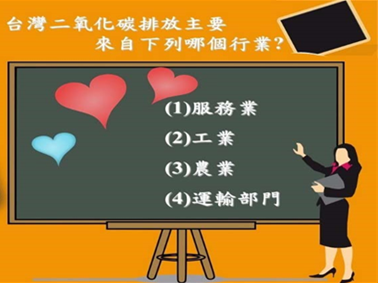 台灣二氧化碳排放主要
來自下列哪個行業?
(1)服務業
(2)工業
(3)農業
(4)運輸部門